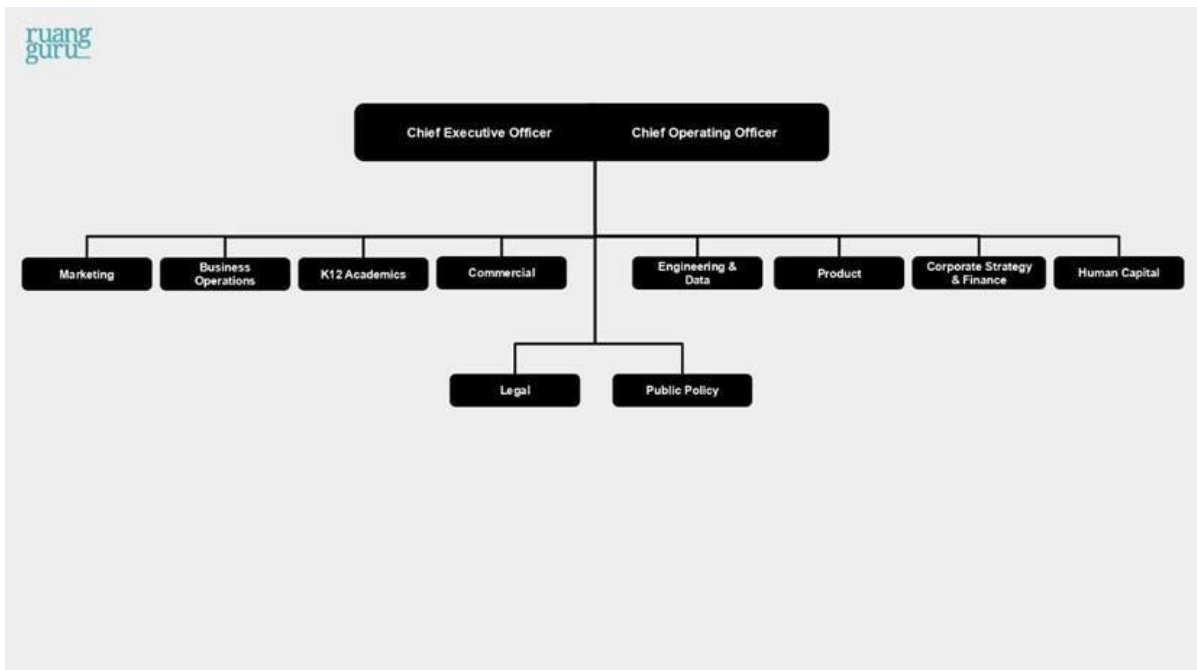 ruang
guru
Chief Executive Officer
Chief Operating Officer
Marketing
Business
Operations
K12 Academics
Commercial
Engineering &
Data
Product
Corporate Strategy
& Finance
Human Capital
Legal
Public Policy